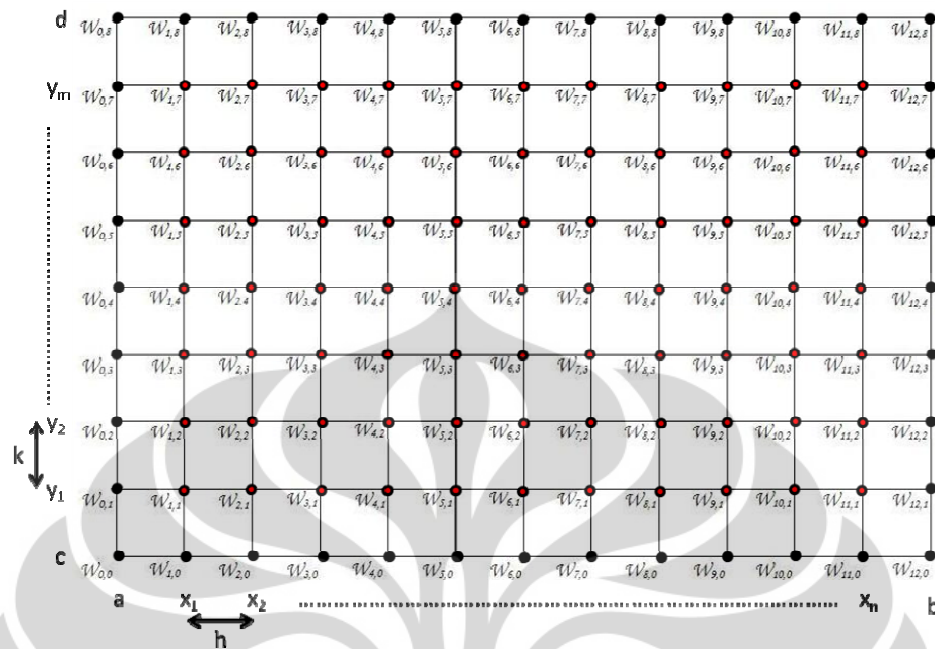 d
W0,8 W1,8 W2,8 W3,8 W4,8 W5,8 W6,8 W7,8 W8,8 W9,8 W10,8 W11,8 W12,8
ym
W0,7 W1,7 W2,7 W3,7 W4,7 W5,7 W6,7 W7,7 W8,7 W9,7 W10,7 W11,7 W12,7
W0,6 W1,6 W2,6 W3,6 W4,6 W5,6 W6,6 W7,6 W8,6 W9,6 W10,6 W11,6 W12,6
W0,5 W1,5 W2,5 W3,5 W4,5 W5,5 W6,5 W7,5 W8,5 W9,5 W10,5 W11,5 W12,5
W0,4 W1,4 W2,4 W3,4 W4,4 W5,4 W6,4 W7,4 W8,4 W9,4 W10,4 W11,4 W12,4
W0,3 W1,3 W2,3 W3,3 W4,3 W5,3 W6,3 W7,3 W8,3 W9,3 W10,3 W11,3 W12,3
y2
W0,2 W1,2 W2,2 W3,2 W4,2 W5,2 W6,2 W7,2 W8,2 W9,2 W10,2 W11,2 W12,2
k
y1
W0,1 W1,1 W2,1 W3,1 W4,1 W5,1 W6,1 W7,1 W8,1 W9,1 W10,1 W11,1 W12,1
c
W0,0 W1,0 W2,0 W3,0 W4,0 W5,0 W6,0 W7,0 W8,0 W9,0 W10,0 W11,0 W12,0
a x1 x2 xn b
h